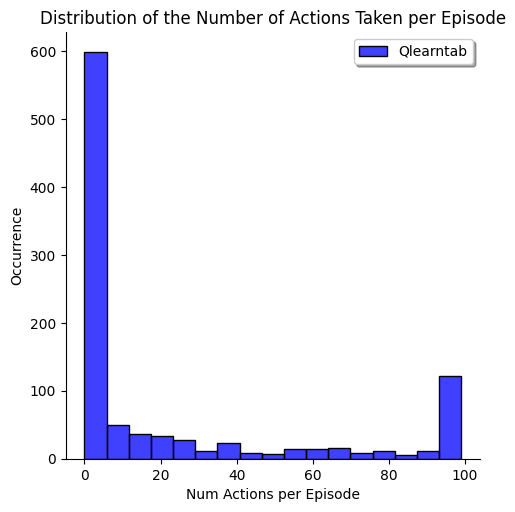 Distribution of the Number of Actions Taken per Episode
Qlearntab
600
500
400
300
200
100
0
Occurrence
0 20 40 60 80 100
Num Actions per Episode